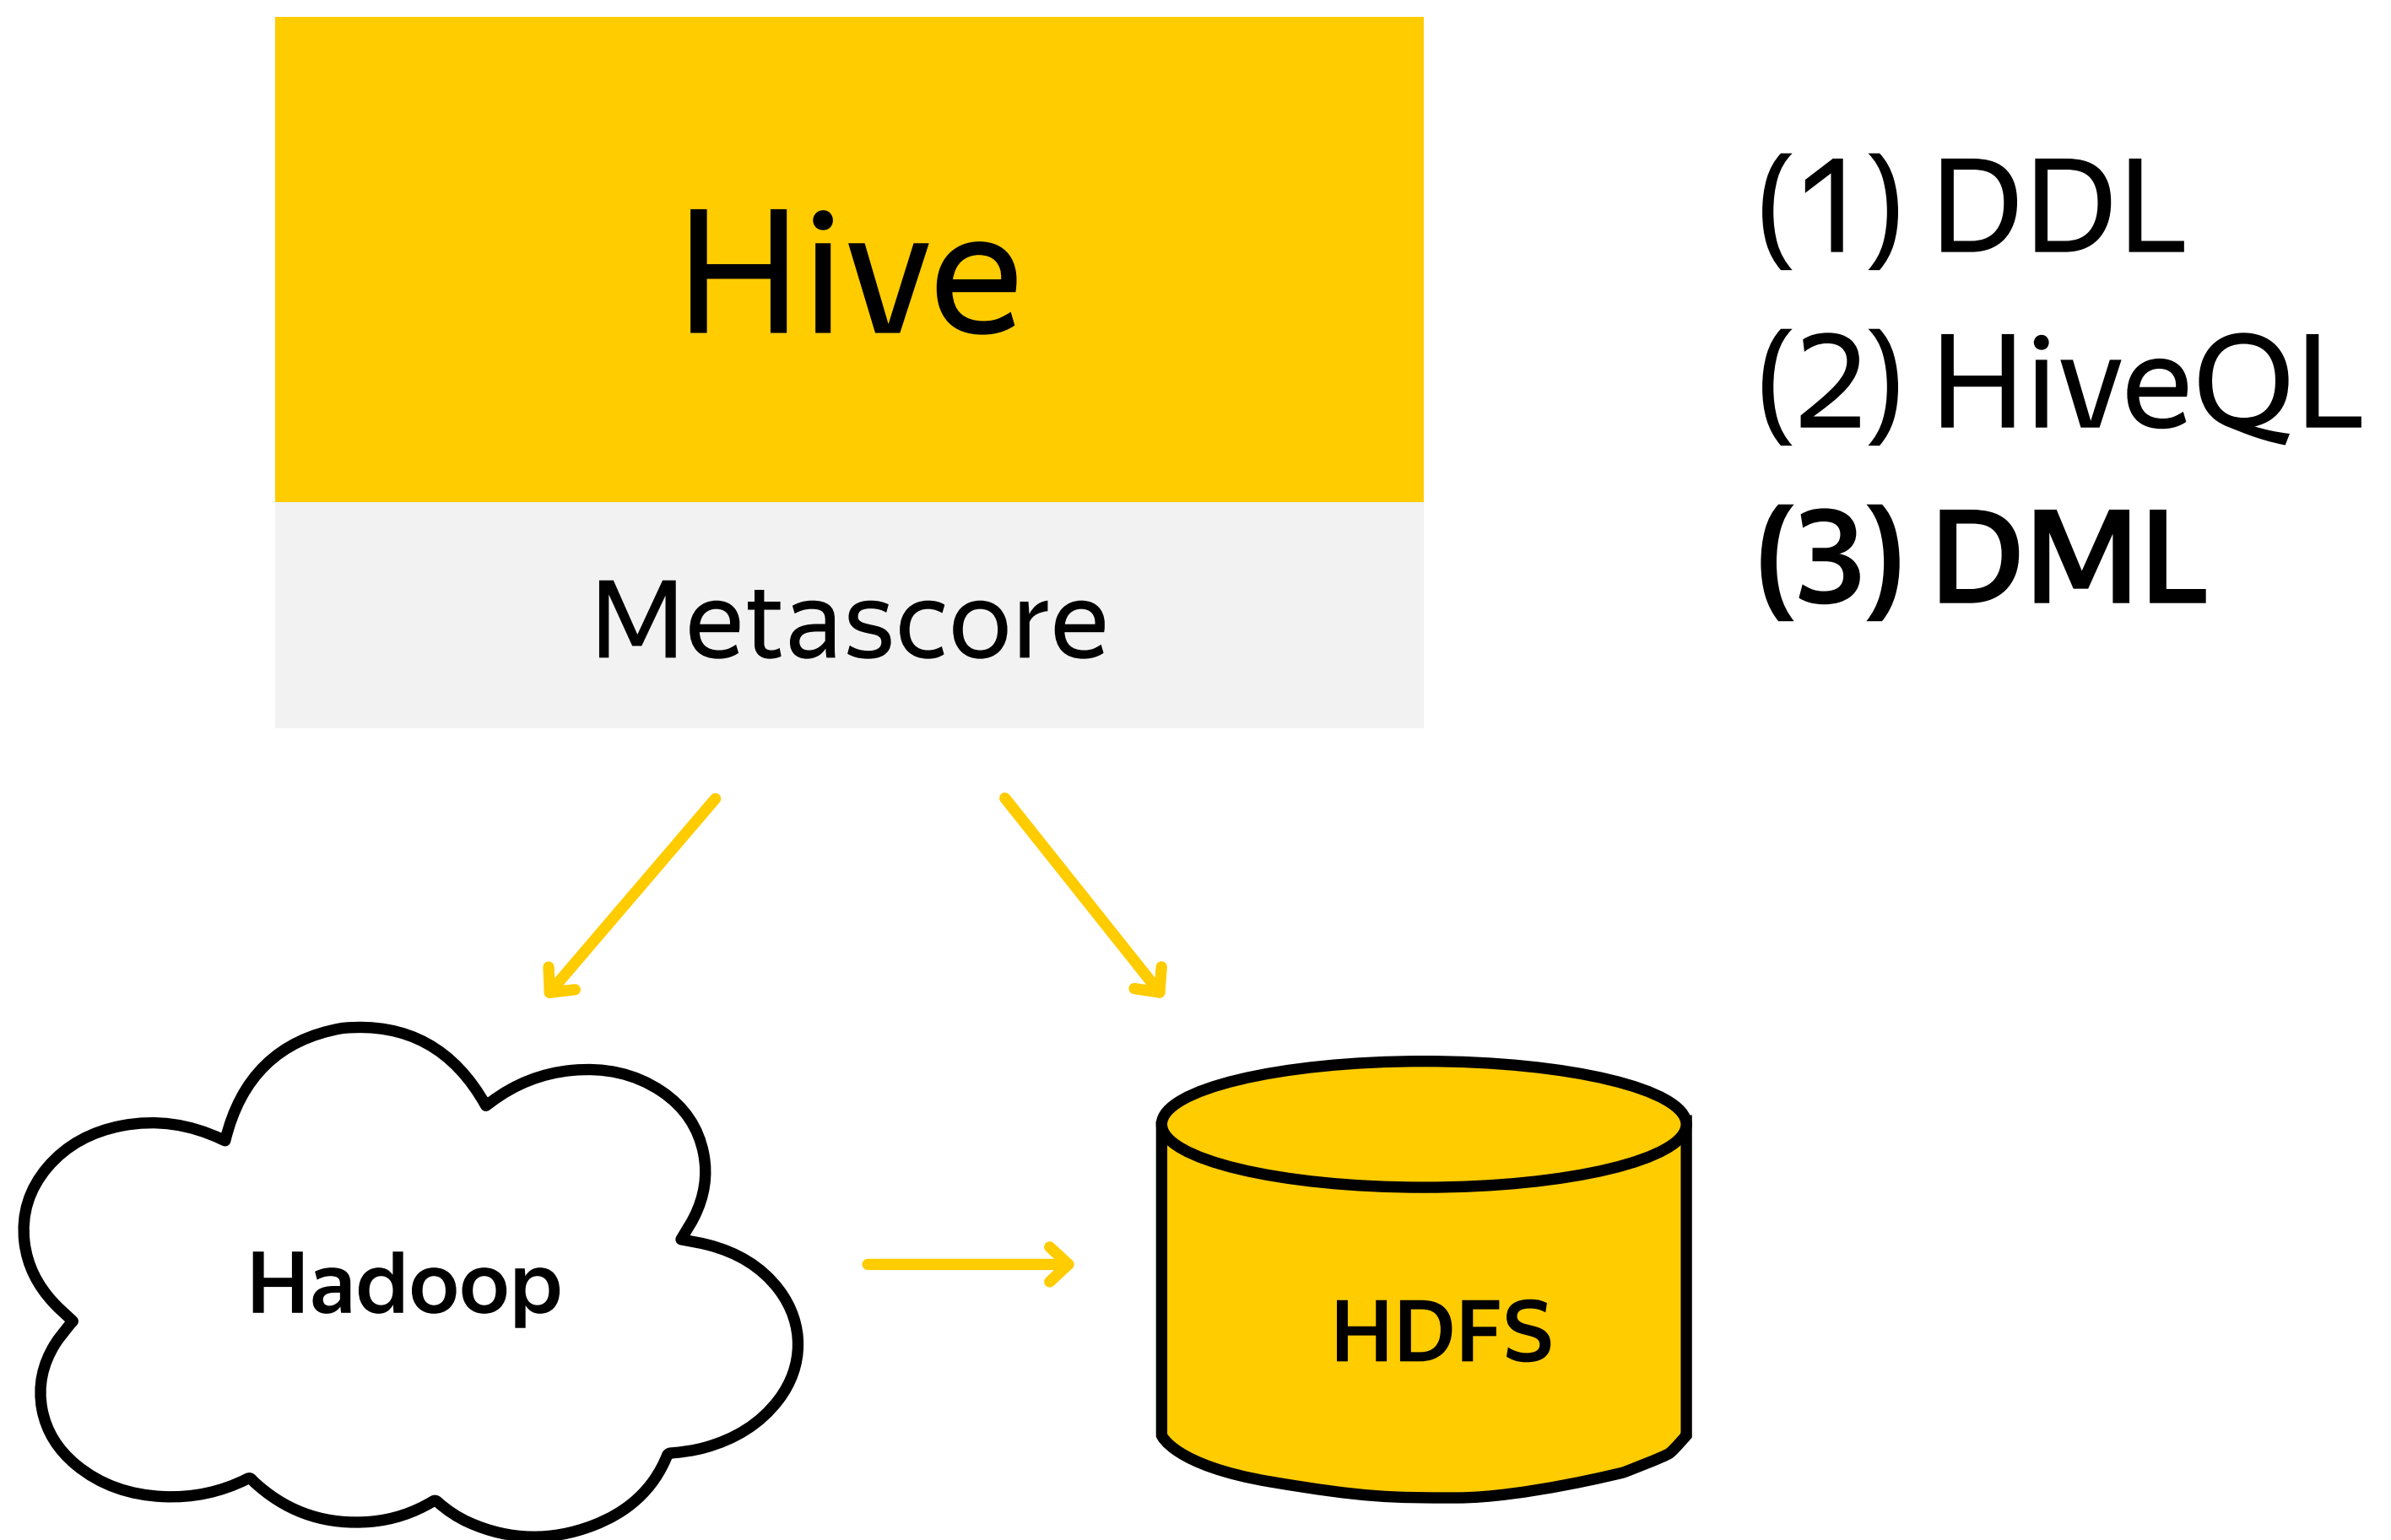 Hive
Metascore
(1) DDL
(2) HiveQL
(3) DML
Hadoop
HDFS